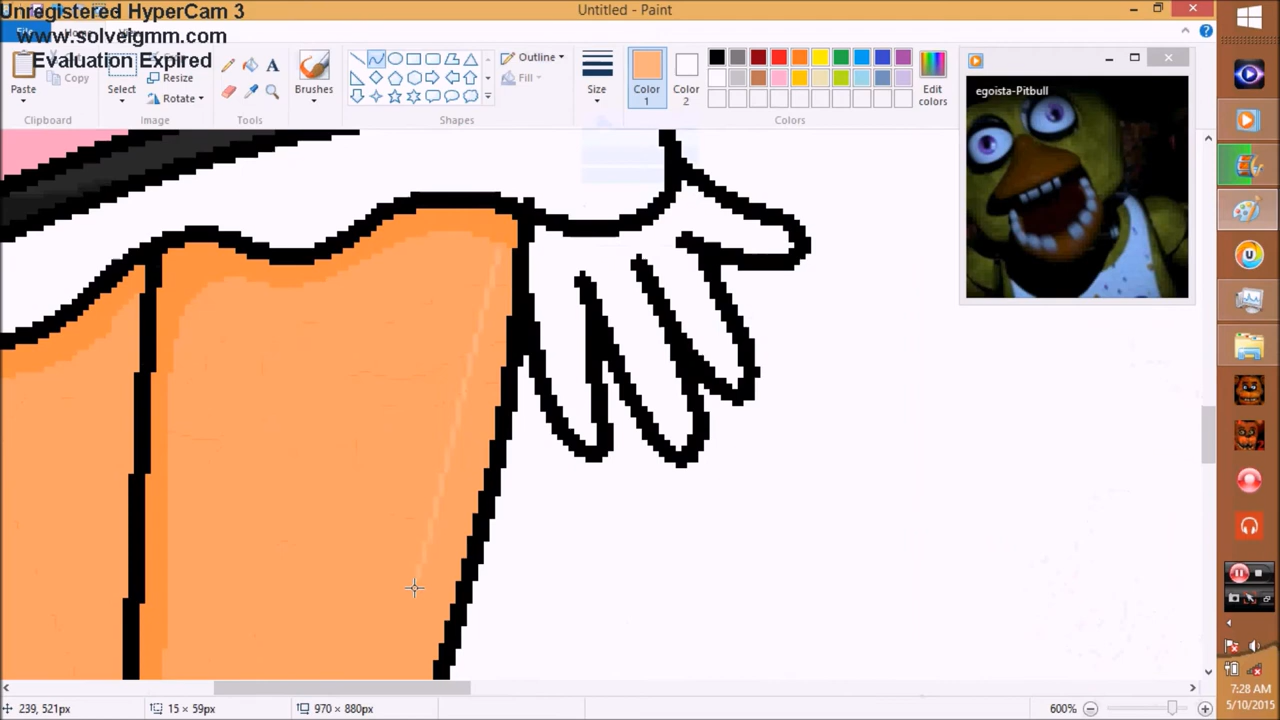 Unregistered HyperCam 3
www.solveigmm.com
Evaluation Expired
Untitled - Paint
Paste
Copy
Clipboard
Select
Resize
Rotate
Image
Tools
Brushes
Shapes
Outline
Fill
Size
Color 1
Color 2
Edit colors
Colors
egoista-Pitbull
239, 521px
15 × 59px
970 × 880px
600%
7:28 AM
5/10/2015